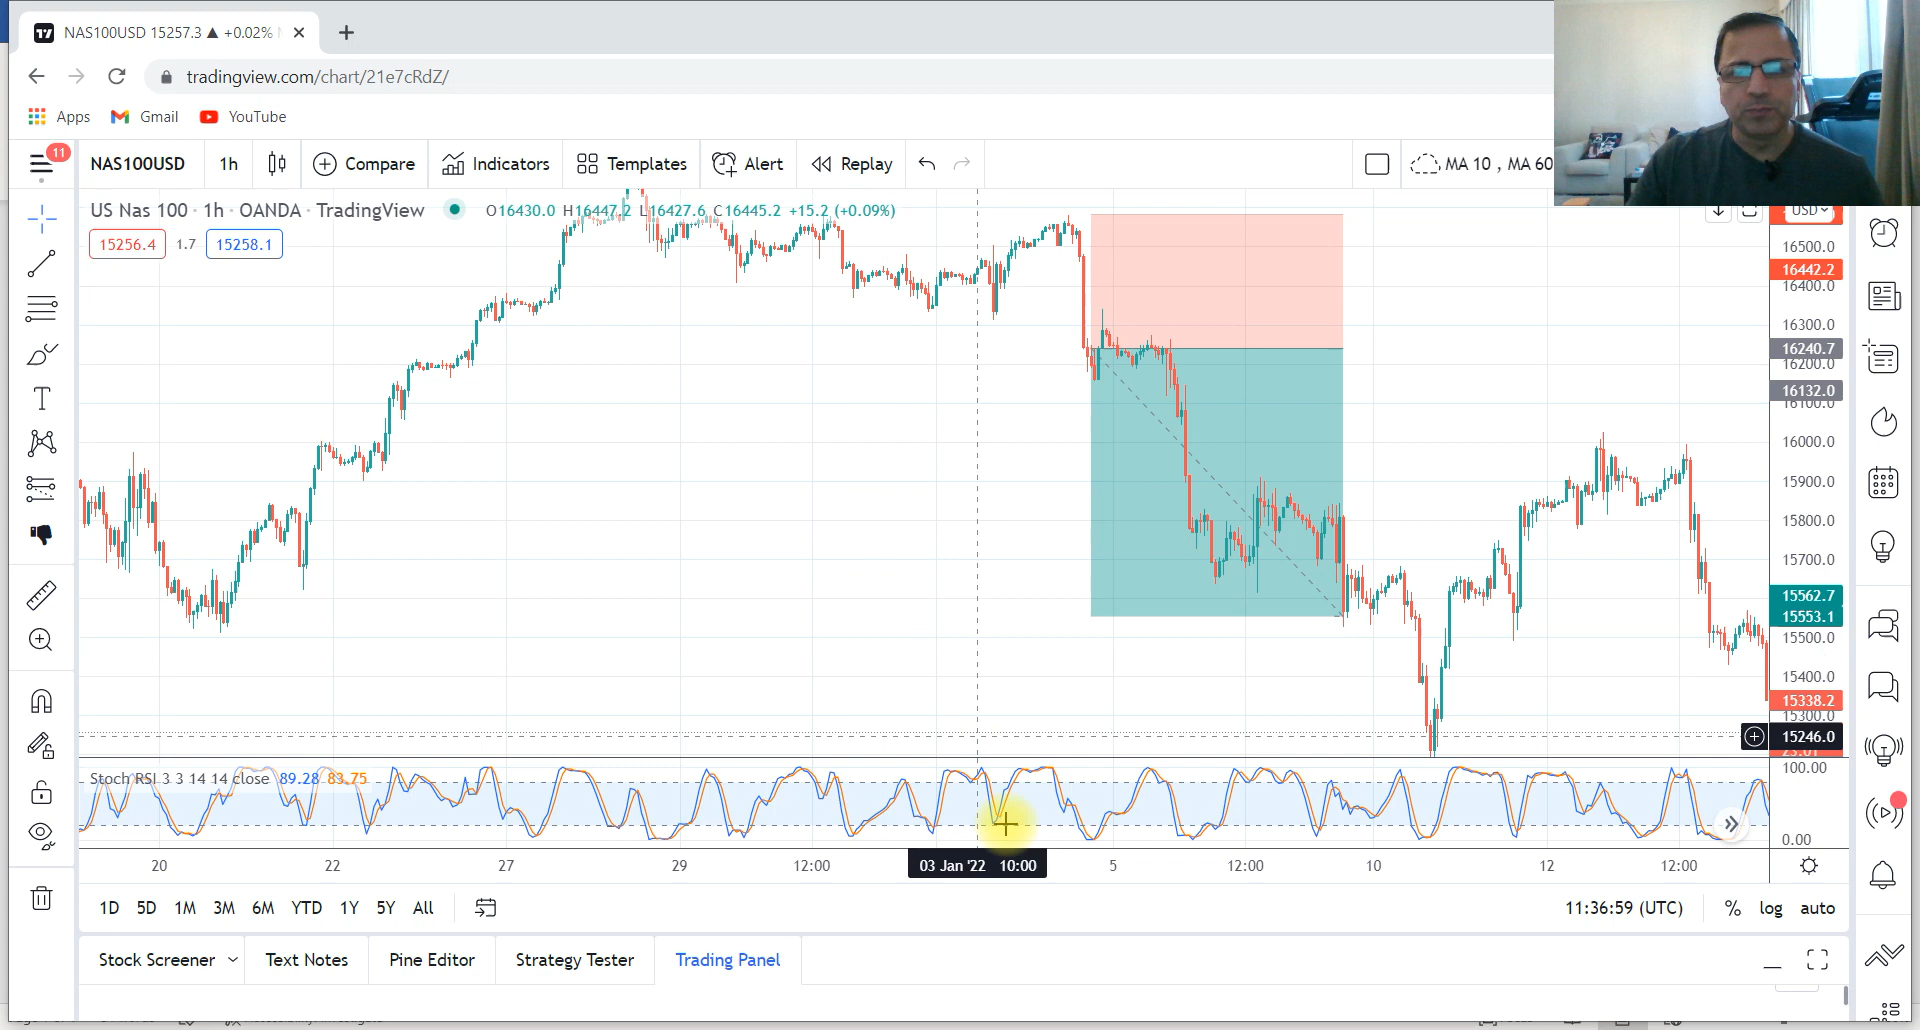 NAS100USD 15257.3 ▲ +0.02%
tradingview.com/chart/21e7cRdZ/
Apps Gmail YouTube
11
NAS100USD 1h Compare Indicators Templates Alert Replay MA 10 , MA 60
US Nas 100 · 1h · OANDA · TradingView O16430.0 H16447.2 L16427.6 C16445.2 +15.2 (+0.09%)
USD
15256.4 1.7 15258.1
16500.0
16442.2
16400.0
16300.0
16240.7
16200.0
16132.0
16100.0
16000.0
15900.0
15800.0
15700.0
15562.7
15553.1
15500.0
15400.0
15338.2
15300.0
15246.0
23:01
Stoch RSI 3 3 14 14 close 89.28 83.75
100.00
0.00
20 22 27 29 12:00 03 Jan '22 10:00 5 12:00 10 12 12:00
1D 5D 1M 3M 6M YTD 1Y 5Y All 11:36:59 (UTC) % log auto
Stock Screener Text Notes Pine Editor Strategy Tester Trading Panel